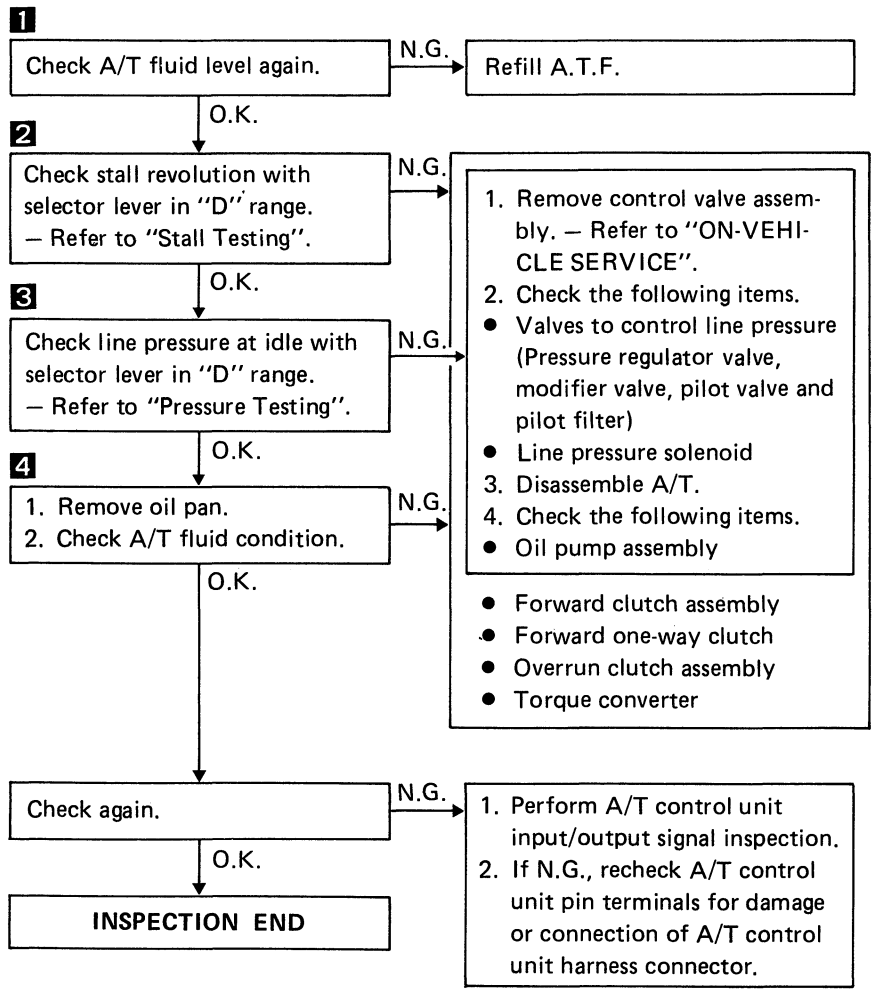 1
Check A/T fluid level again.
N.G.
Refill A.T.F.
O.K.
2
Check stall revolution with
selector lever in "D" range.
— Refer to "Stall Testing".
N.G.
O.K.
3
Check line pressure at idle with
selector lever in "D" range.
— Refer to "Pressure Testing".
N.G.
O.K.
4
1. Remove oil pan.
2. Check A/T fluid condition.
N.G.
O.K.
1. Remove control valve assem-
bly. — Refer to "ON-VEHI-
CLE SERVICE".
2. Check the following items.
● Valves to control line pressure
(Pressure regulator valve,
modifier valve, pilot valve and
pilot filter)
● Line pressure solenoid
3. Disassemble A/T.
4. Check the following items.
● Oil pump assembly
● Forward clutch assembly
● Forward one-way clutch
● Overrun clutch assembly
● Torque converter
Check again.
N.G.
O.K.
1. Perform A/T control unit
input/output signal inspection.
2. If N.G., recheck A/T control
unit pin terminals for damage
or connection of A/T control
unit harness connector.
INSPECTION END